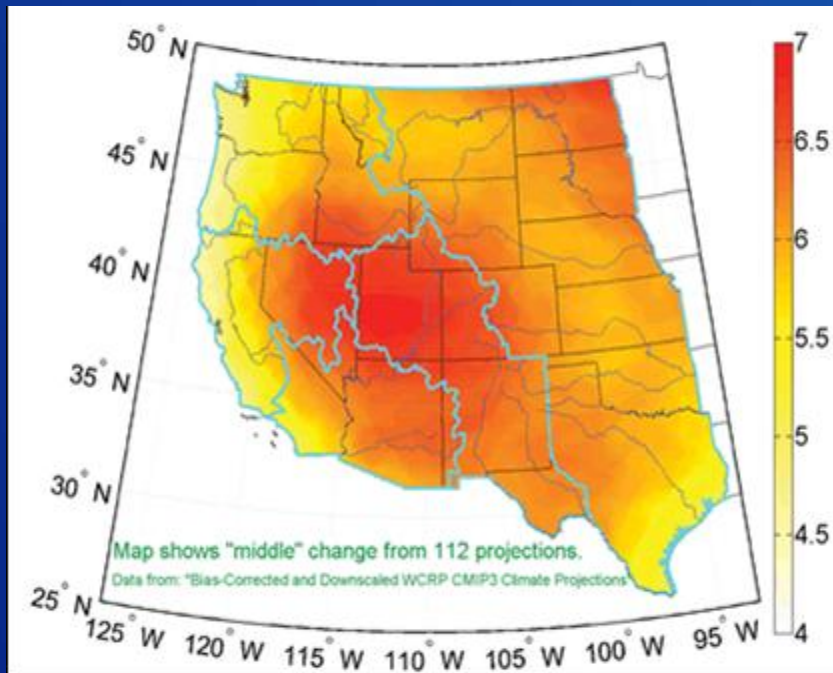 50° N
45° N
40° N
35° N
30° N
25° N
125° W
120° W
115° W
110° W
105° W
100° W
95° W
7
6.5
6
5.5
5
4.5
4
Map shows "middle" change from 112 projections.
Data from: "Bias-Corrected and Downscaled WCRP CMIP3 Climate Projections